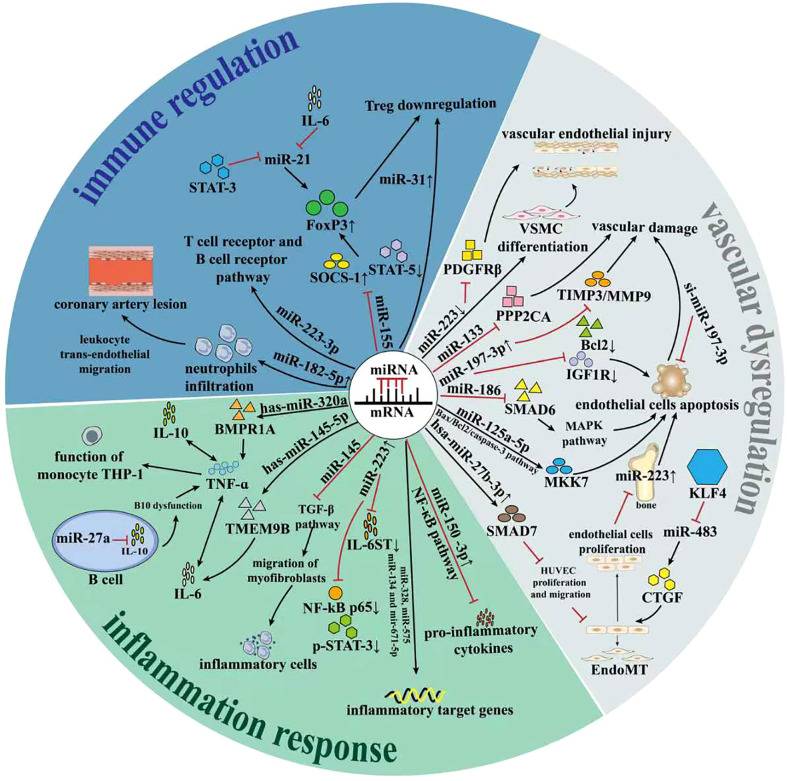 immune regulation
IL-6
STAT-3
miR-21
Treg downregulation
miR-31↑
FoxP3↑
T cell receptor and
B cell receptor
pathway
SOCS-1↑
STAT-5↓
miR-155
coronary artery lesion
leukocyte
trans-endothelial
migration
neutrophils
infiltration
miR-223-3p
miR-182-5p↑
miRNA
mRNA
vascular dysregulation
vascular endothelial injury
VSMC
differentiation
vascular damage
PDGFRβ
miR-223↓
PPP2CA
miR-133
TIMP3/MMP9
miR-197-3p↑
Bcl2↓
IGF1R↓
si-miR-197-3p
miR-186
SMAD6
endothelial cells apoptosis
MAPK
pathway
miR-125a-5p
Bax/Bcl2/caspase-3 pathway
MKK7
hsa-miR-27b-3p↑
SMAD7
miR-223↑
bone
KLF4
miR-483
endothelial cells
proliferation
HUVEC
proliferation
and migration
CTGF
EndoMT
inflammation response
has-miR-320a
BMPR1A
IL-10
function of
monocyte THP-1
TNF-α
has-miR-145-5p
B10 dysfunction
miR-27a
IL-10
B cell
TMEM9B
IL-6
miR-145
TGF-β
pathway
migration of
myofibroblasts
inflammatory cells
miR-223↑
IL-6ST↓
NF-kB p65↓
p-STAT-3↓
miR-328, miR-575
miR-134 and mir-671-5p
inflammatory target genes
miR-150 -3p↑
NF-κB pathway
pro-inflammatory
cytokines